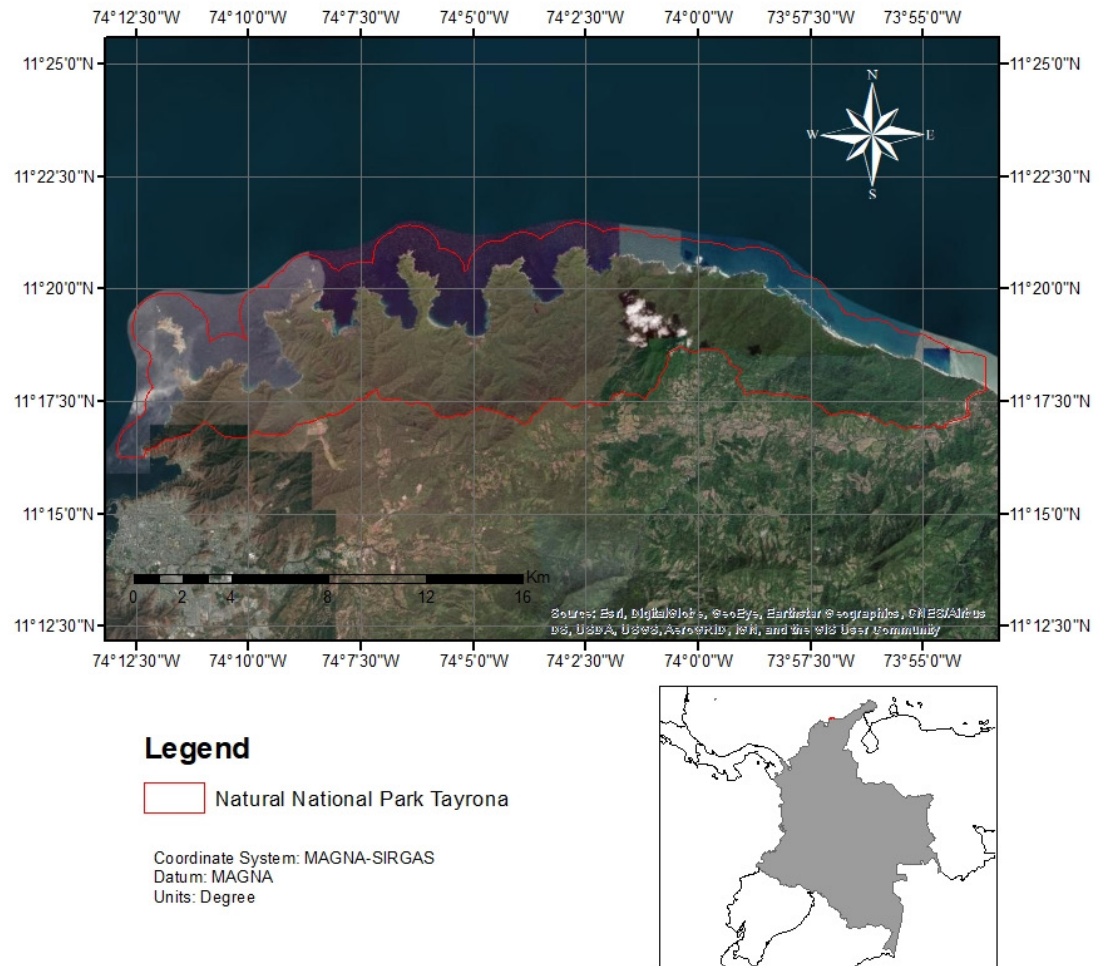 74°12'30"W 74°10'0"W 74°7'30"W 74°5'0"W 74°2'30"W 74°0'0"W 73°57'30"W 73°55'0"W
11°25'0"N 11°25'0"N
N
W E
S
11°22'30"N 11°22'30"N
11°20'0"N 11°20'0"N
11°17'30"N 11°17'30"N
11°15'0"N 11°15'0"N
Km
0 2 4 8 12 16
Source: Esri, DigitalGlobe, GeoEye, Earthstar Geographics, CNES/Airbus
DS, USDA, USGS, AeroGRID, IGN, and the GIS User Community
11°12'30"N 11°12'30"N
74°12'30"W 74°10'0"W 74°7'30"W 74°5'0"W 74°2'30"W 74°0'0"W 73°57'30"W 73°55'0"W
Legend
Natural National Park Tayrona
Coordinate System: MAGNA-SIRGAS
Datum: MAGNA
Units: Degree